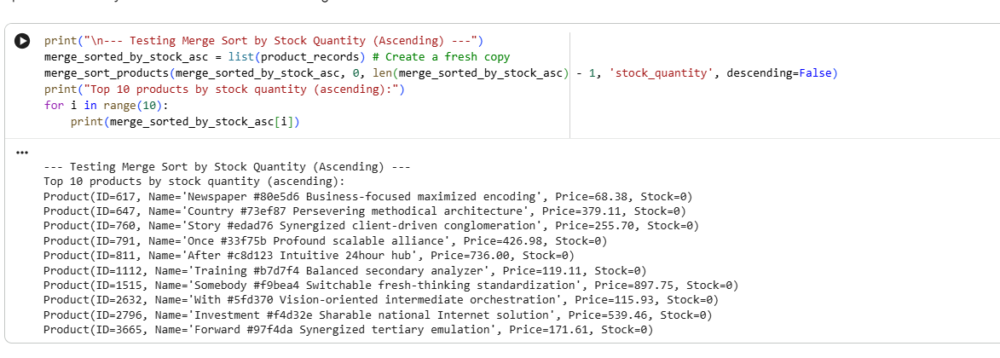 print("\n--- Testing Merge Sort by Stock Quantity (Ascending) ---")
merge_sorted_by_stock_asc = list(product_records) # Create a fresh copy
merge_sort_products(merge_sorted_by_stock_asc, 0, len(merge_sorted_by_stock_asc) - 1, 'stock_quantity', descending=False)
print("Top 10 products by stock quantity (ascending):")
for i in range(10):
    print(merge_sorted_by_stock_asc[i])
--- Testing Merge Sort by Stock Quantity (Ascending) ---
Top 10 products by stock quantity (ascending):
Product(ID=617, Name='Newspaper #80e5d6 Business-focused maximized encoding', Price=68.38, Stock=0)
Product(ID=647, Name='Country #73ef87 Persevering methodical architecture', Price=379.11, Stock=0)
Product(ID=760, Name='Story #edad76 Synergized client-driven conglomeration', Price=255.70, Stock=0)
Product(ID=791, Name='Once #33f75b Profound scalable alliance', Price=426.98, Stock=0)
Product(ID=811, Name='After #c8d123 Intuitive 24hour hub', Price=736.00, Stock=0)
Product(ID=1112, Name='Training #b7d7f4 Balanced secondary analyzer', Price=119.11, Stock=0)
Product(ID=1515, Name='Somebody #f9bea4 Switchable fresh-thinking standardization', Price=897.75, Stock=0)
Product(ID=2632, Name='With #5fd370 Vision-oriented intermediate orchestration', Price=115.93, Stock=0)
Product(ID=2796, Name='Investment #f4d32e Sharable national Internet solution', Price=539.46, Stock=0)
Product(ID=3665, Name='Forward #97f4da Synergized tertiary emulation', Price=171.61, Stock=0)